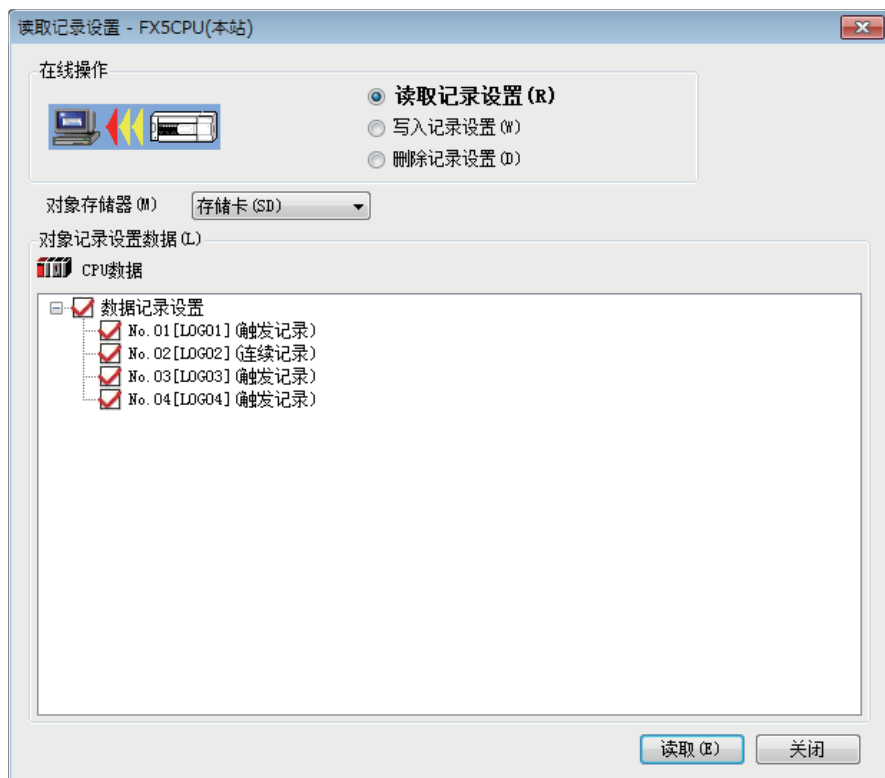 读取记录设置 - FX5CPU(本站)
在线操作
读取记录设置(R)
写入记录设置(W)
删除记录设置(D)
对象存储器(M) 存储卡(SD)
对象记录设置数据(L)
CPU数据
数据记录设置
No.01[LOG01](触发记录)
No.02[LOG02](连续记录)
No.03[LOG03](触发记录)
No.04[LOG04](触发记录)
读取(E) 关闭